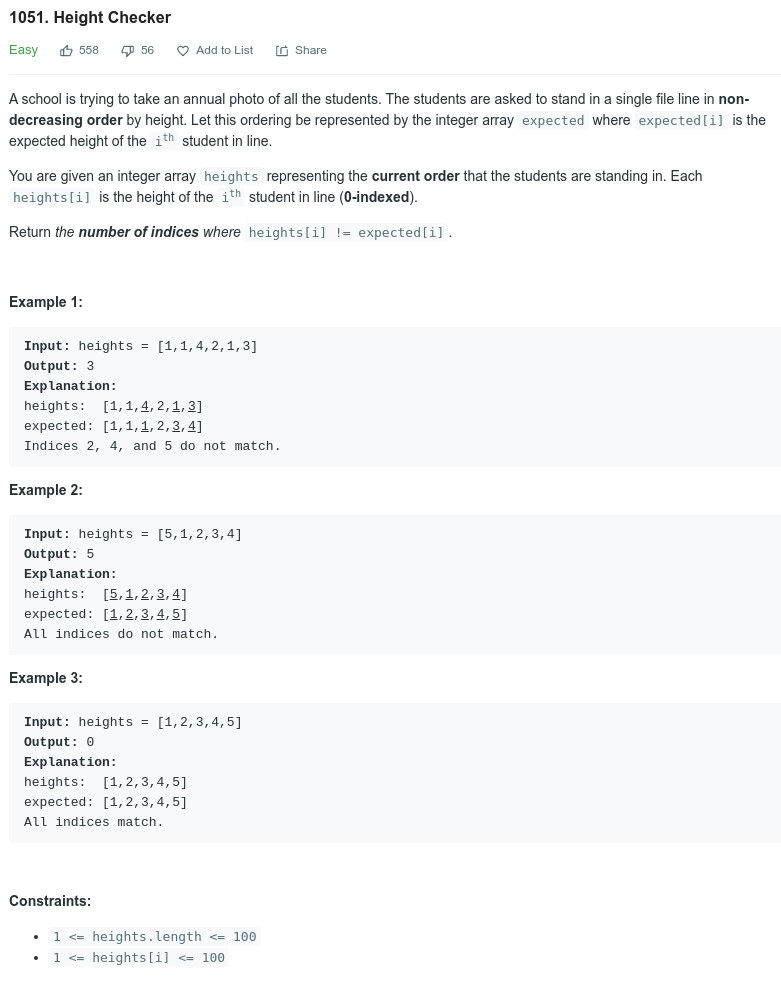 1051. Height Checker
Easy 558 56 Add to List Share
A school is trying to take an annual photo of all the students. The students are asked to stand in a single file line in non-
decreasing order by height. Let this ordering be represented by the integer array expected where expected[i] is the
expected height of the ith student in line.
You are given an integer array heights representing the current order that the students are standing in. Each
heights[i] is the height of the ith student in line (0-indexed).
Return the number of indices where heights[i] != expected[i] .
Example 1:
Input: heights = [1,1,4,2,1,3]
Output: 3
Explanation:
heights:  [1,1,4,2,1,3]
expected: [1,1,1,2,3,4]
Indices 2, 4, and 5 do not match.
Example 2:
Input: heights = [5,1,2,3,4]
Output: 5
Explanation:
heights:  [5,1,2,3,4]
expected: [1,2,3,4,5]
All indices do not match.
Example 3:
Input: heights = [1,2,3,4,5]
Output: 0
Explanation:
heights:  [1,2,3,4,5]
expected: [1,2,3,4,5]
All indices match.
Constraints:
• 1 <= heights.length <= 100
• 1 <= heights[i] <= 100